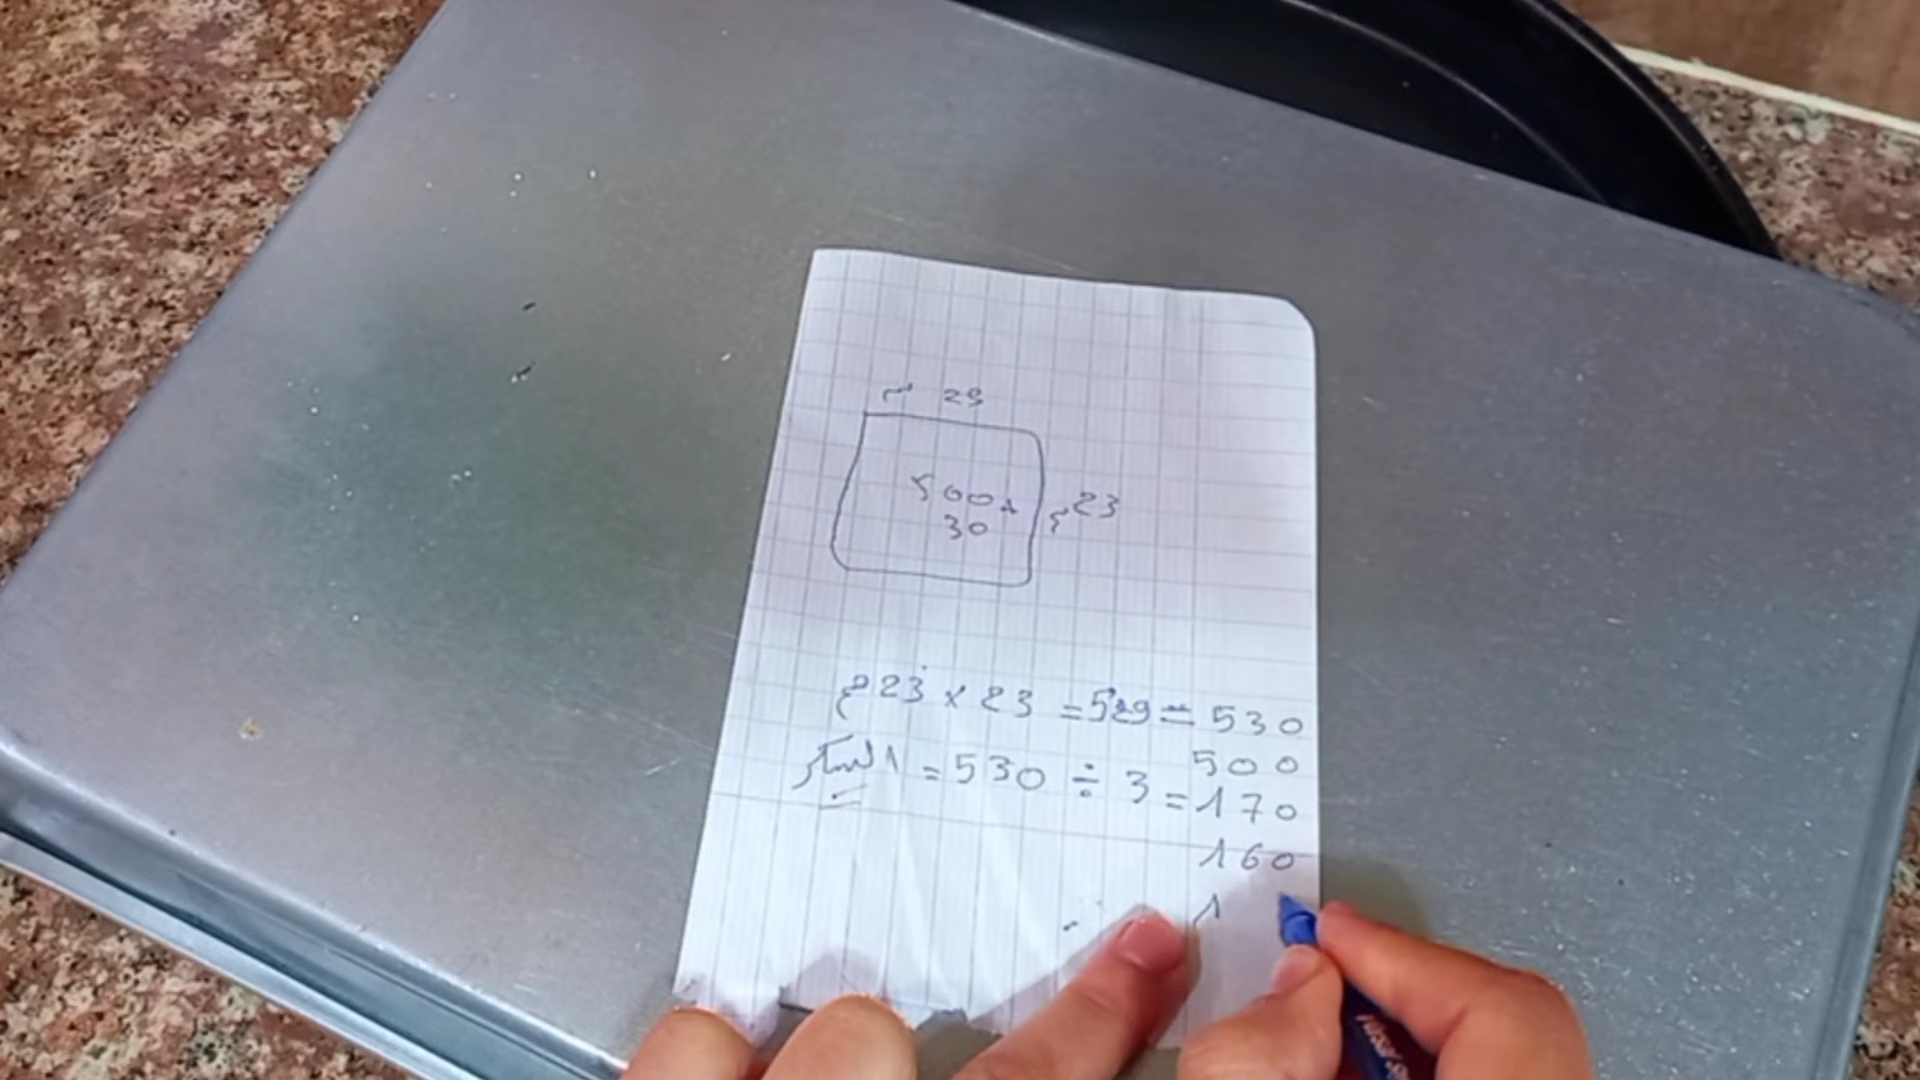 23 سم
500
30
23 سم
سم 23 × 23 = 529 = 530
500
السكر = 530 ÷ 3 = 170
160
1